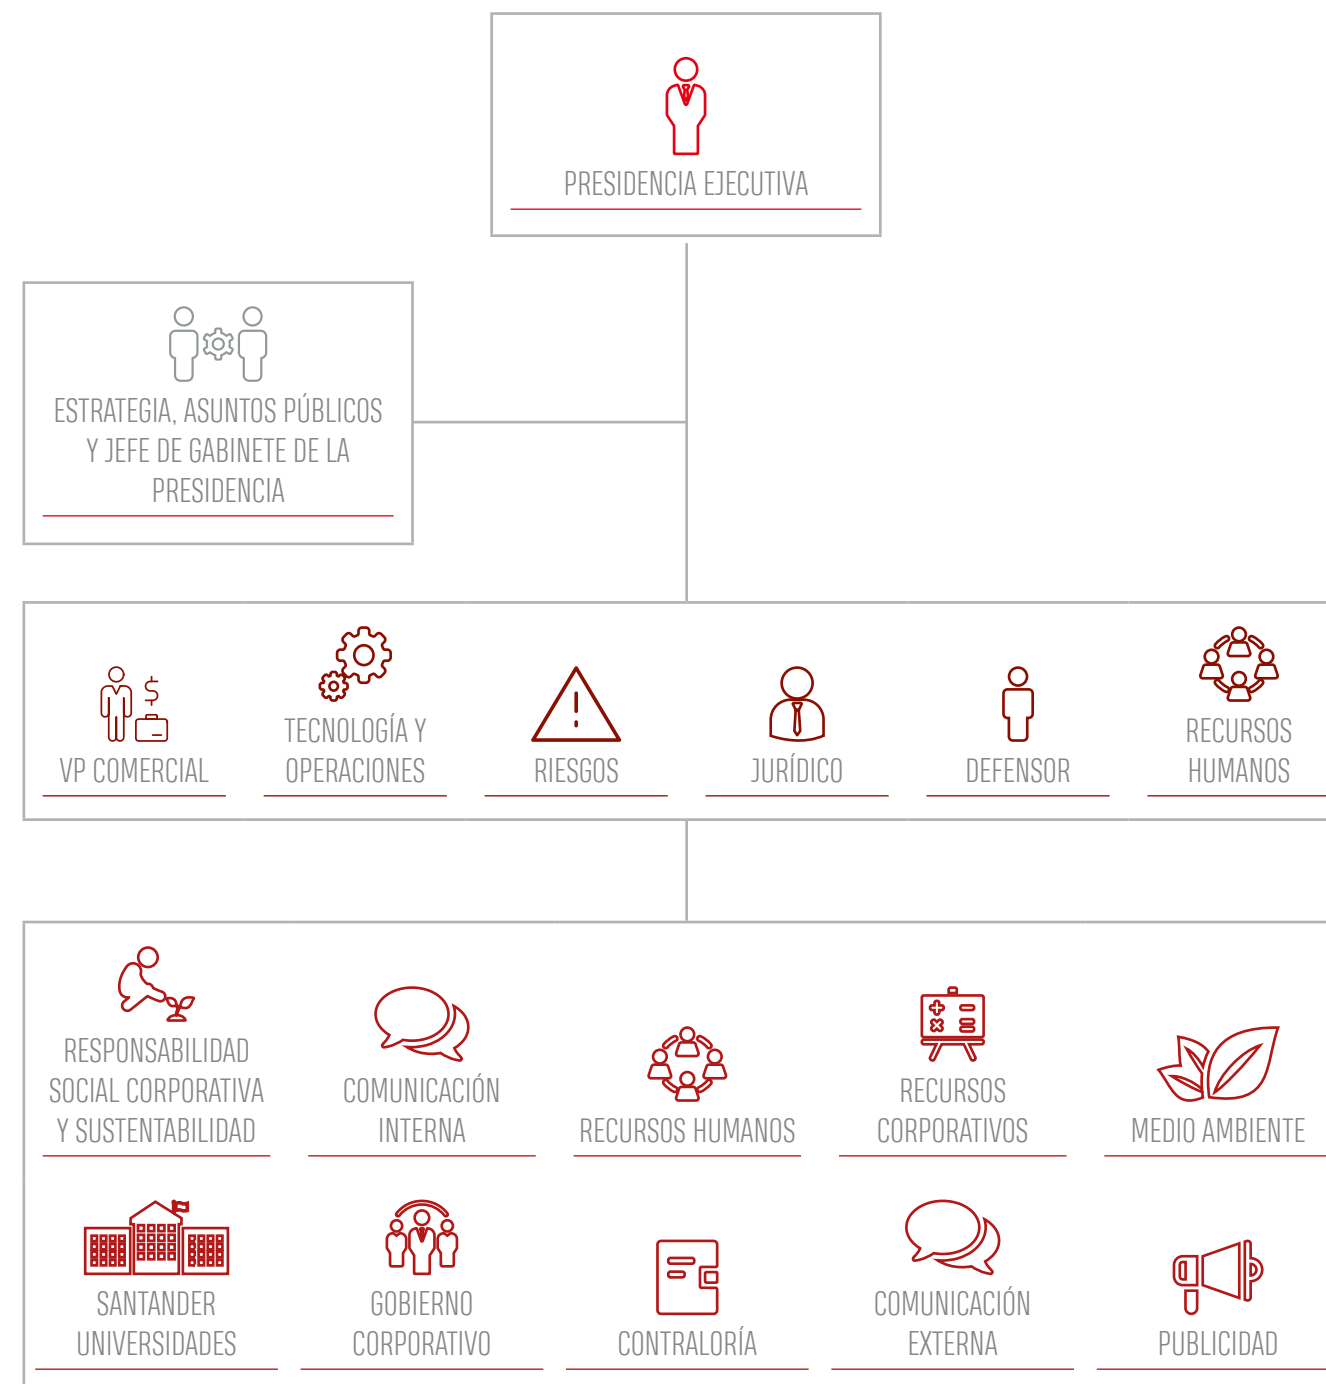 PRESIDENCIA EJECUTIVA
ESTRATEGIA, ASUNTOS PÚBLICOS
Y JEFE DE GABINETE DE LA
PRESIDENCIA
VP COMERCIAL
TECNOLOGÍA Y
OPERACIONES
RIESGOS
JURÍDICO
DEFENSOR
RECURSOS
HUMANOS
RESPONSABILIDAD
SOCIAL CORPORATIVA
Y SUSTENTABILIDAD
COMUNICACIÓN
INTERNA
RECURSOS HUMANOS
RECURSOS
CORPORATIVOS
MEDIO AMBIENTE
SANTANDER
UNIVERSIDADES
GOBIERNO
CORPORATIVO
CONTRALORÍA
COMUNICACIÓN
EXTERNA
PUBLICIDAD